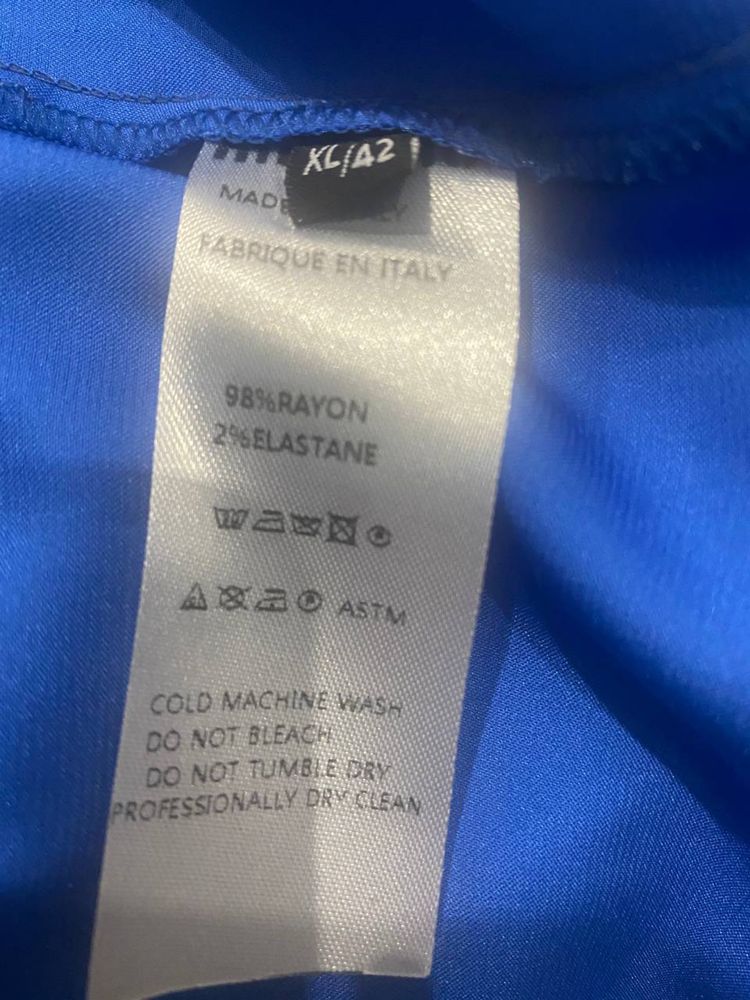 XL/42
MADE
FABRIQUE EN ITALY
98%RAYON
2%ELASTANE
ASTM
COLD MACHINE WASH
DO NOT BLEACH
DO NOT TUMBLE DRY
PROFESSIONALLY DRY CLEAN